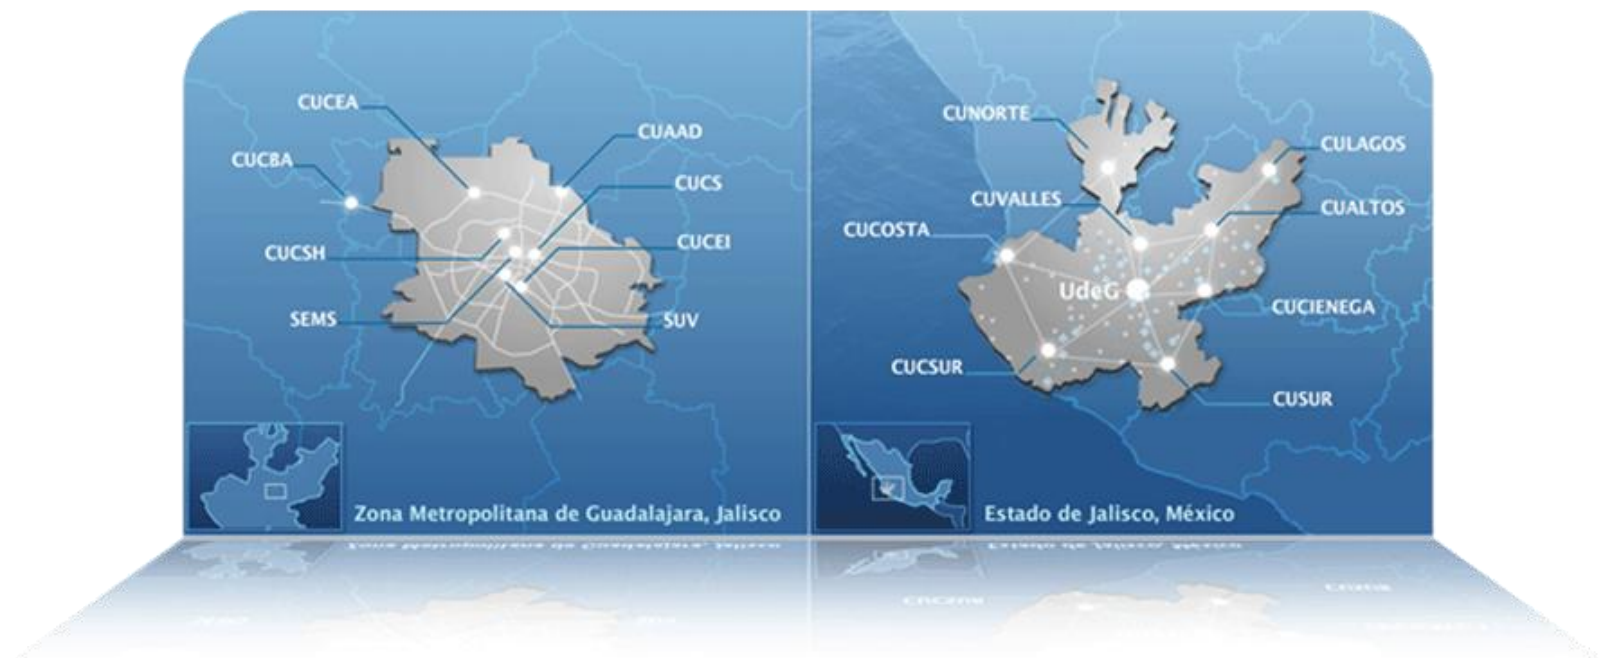 CUCEA
CUAAD
CUCBA
CUCS
CUCSH
CUCEI
SEMS
SUV
Zona Metropolitana de Guadalajara, Jalisco
CUNORTE
CULAGOS
CUVALLES
CUALTOS
CUCOSTA
UdeG
CUCIENEGA
CUCSUR
CUSUR
Estado de Jalisco, México